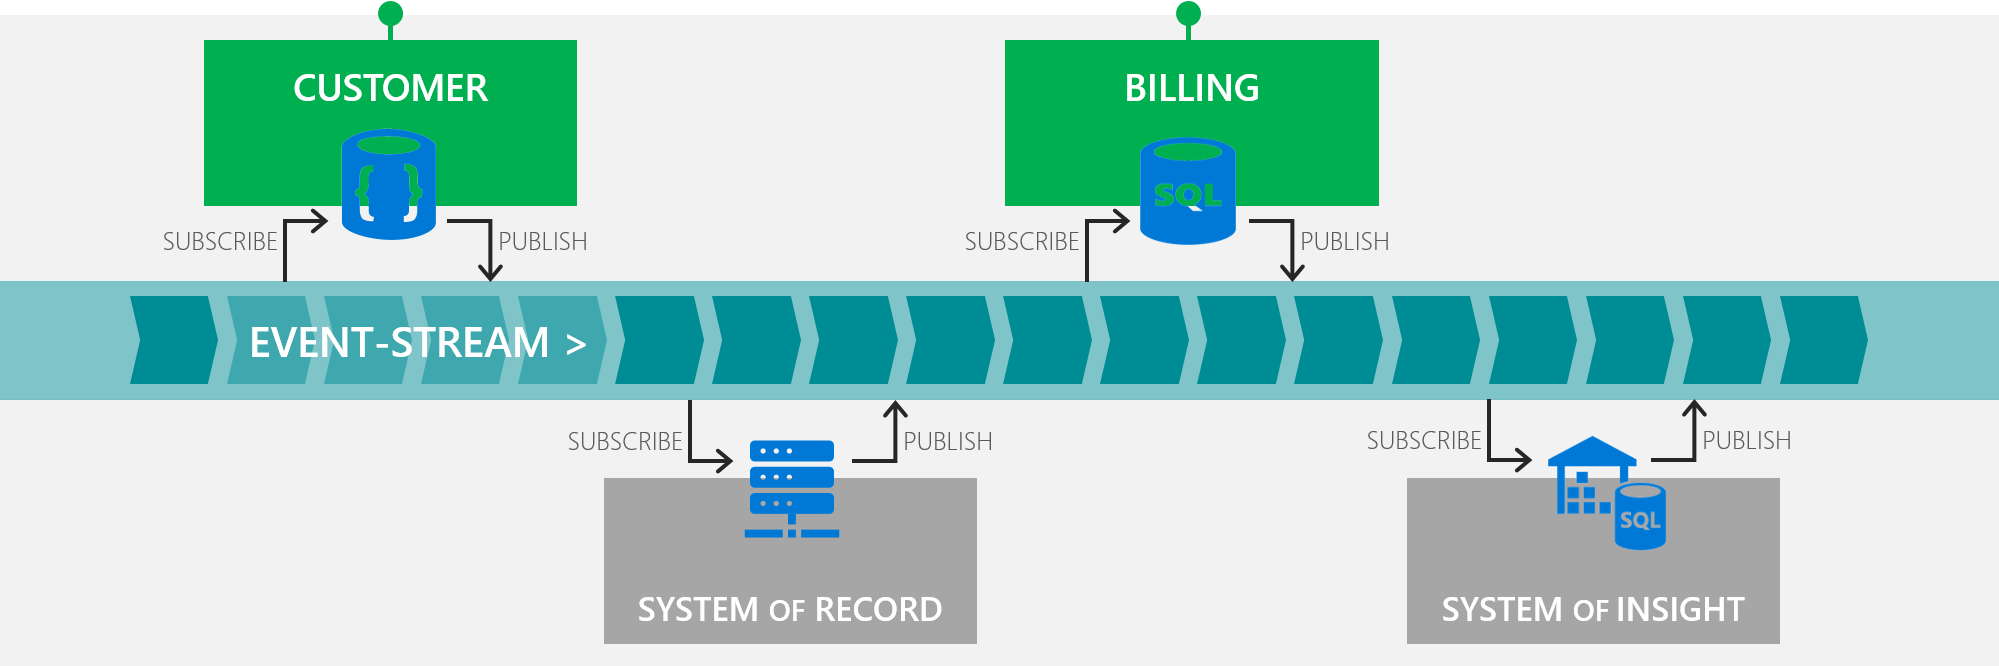 CUSTOMER
{ }
SUBSCRIBE
PUBLISH
BILLING
SQL
SUBSCRIBE
PUBLISH
EVENT-STREAM >
SUBSCRIBE
PUBLISH
SYSTEM OF RECORD
SUBSCRIBE
PUBLISH
SQL
SYSTEM OF INSIGHT